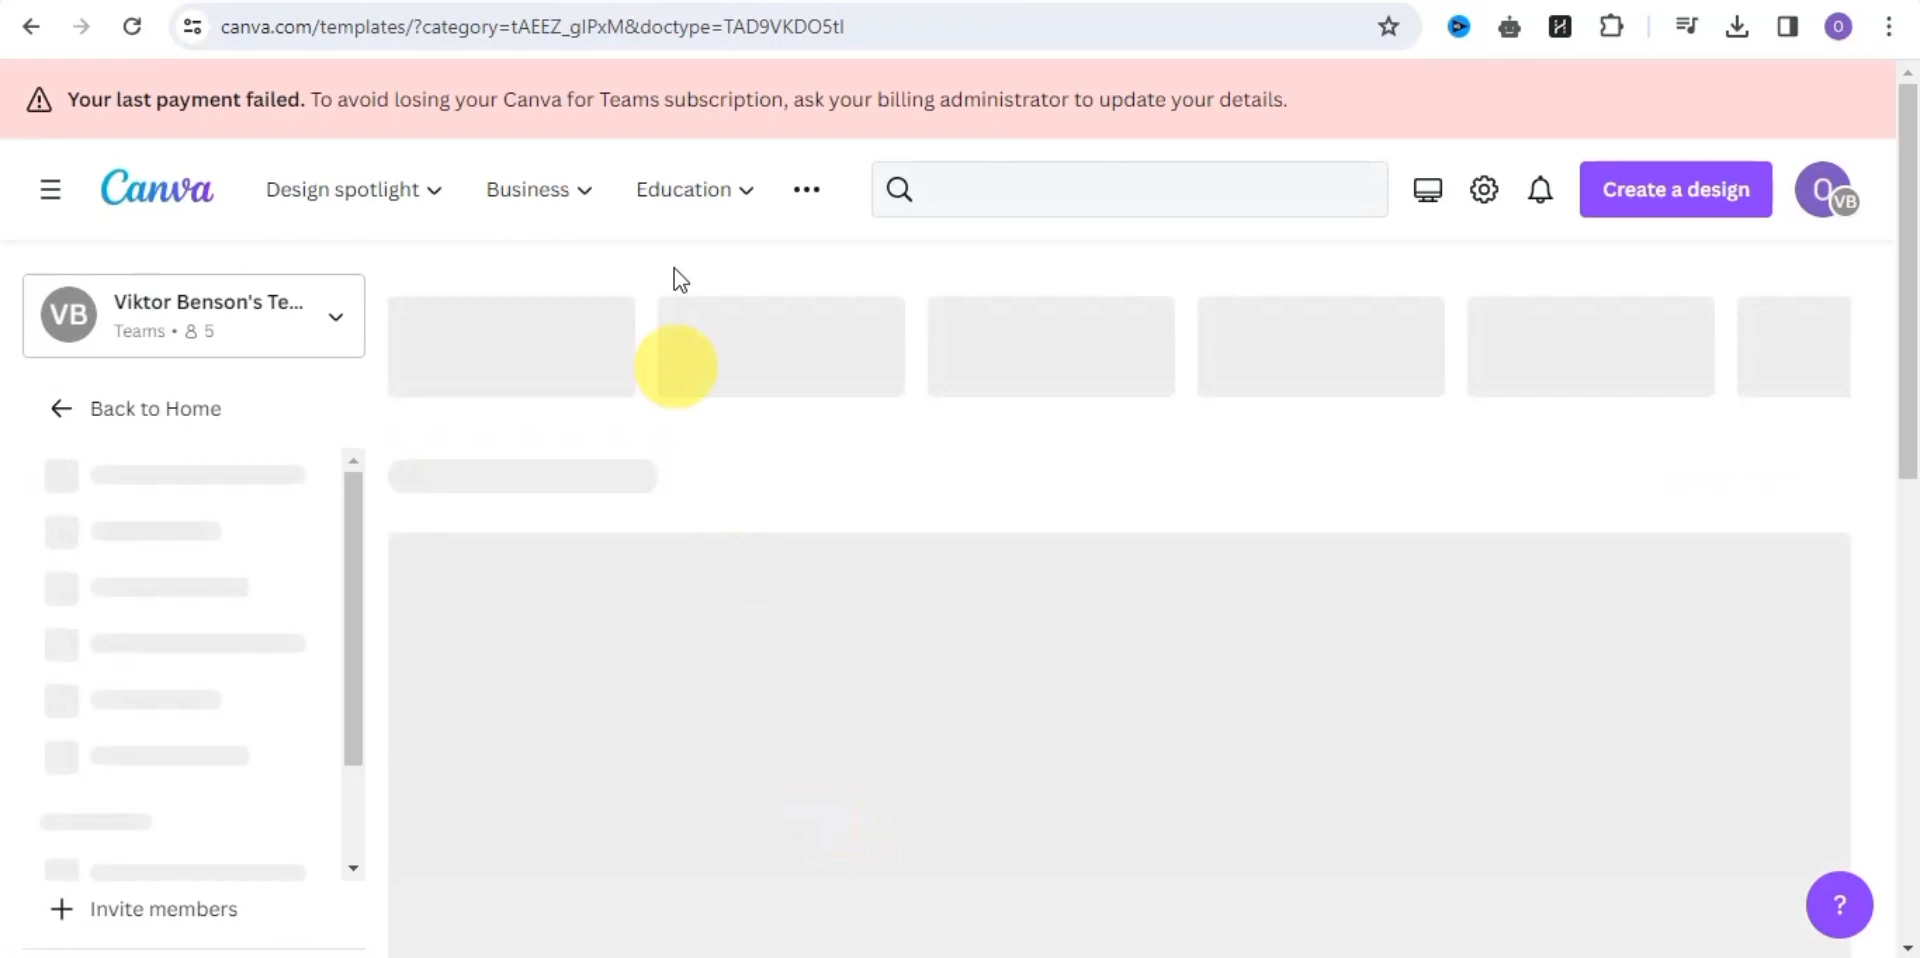 canva.com/templates/?category=tAEEZ_glPxM&doctype=TAD9VKDO5tI
O
Your last payment failed. To avoid losing your Canva for Teams subscription, ask your billing administrator to update your details.
Canva
Design spotlight
Business
Education
Create a design
O
VB
VB
Viktor Benson's Te...
Teams • 5
Back to Home
Invite members
?